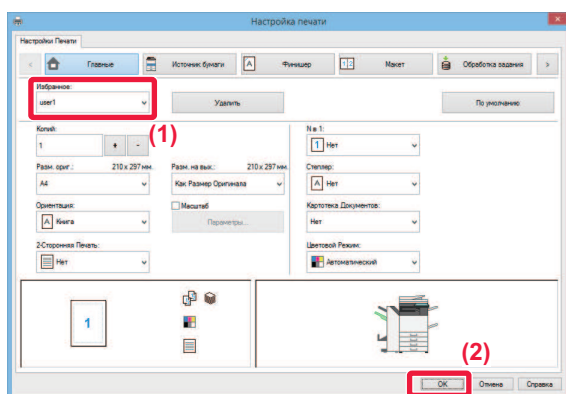 Настройка печати
Настройки Печати
Главные
Источник бумаги
Финишер
Макет
Обработка задания
Избранное:
user1
Удалить
По умолчанию
(1)
Копий:
1
+
-
Разм. ориг.:
210 x 297 мм.
A4
Разм. на вых.:
210 x 297 мм.
Как Размер Оригинала
Ориентация:
Книга
Масштаб
Параметры...
2-Сторонняя Печать:
Нет
N в 1:
1
Нет
Степлер:
Нет
Картотека Документов:
Нет
Цветовой Режим:
Автоматический
1
(2)
OK
Отмена
Справка